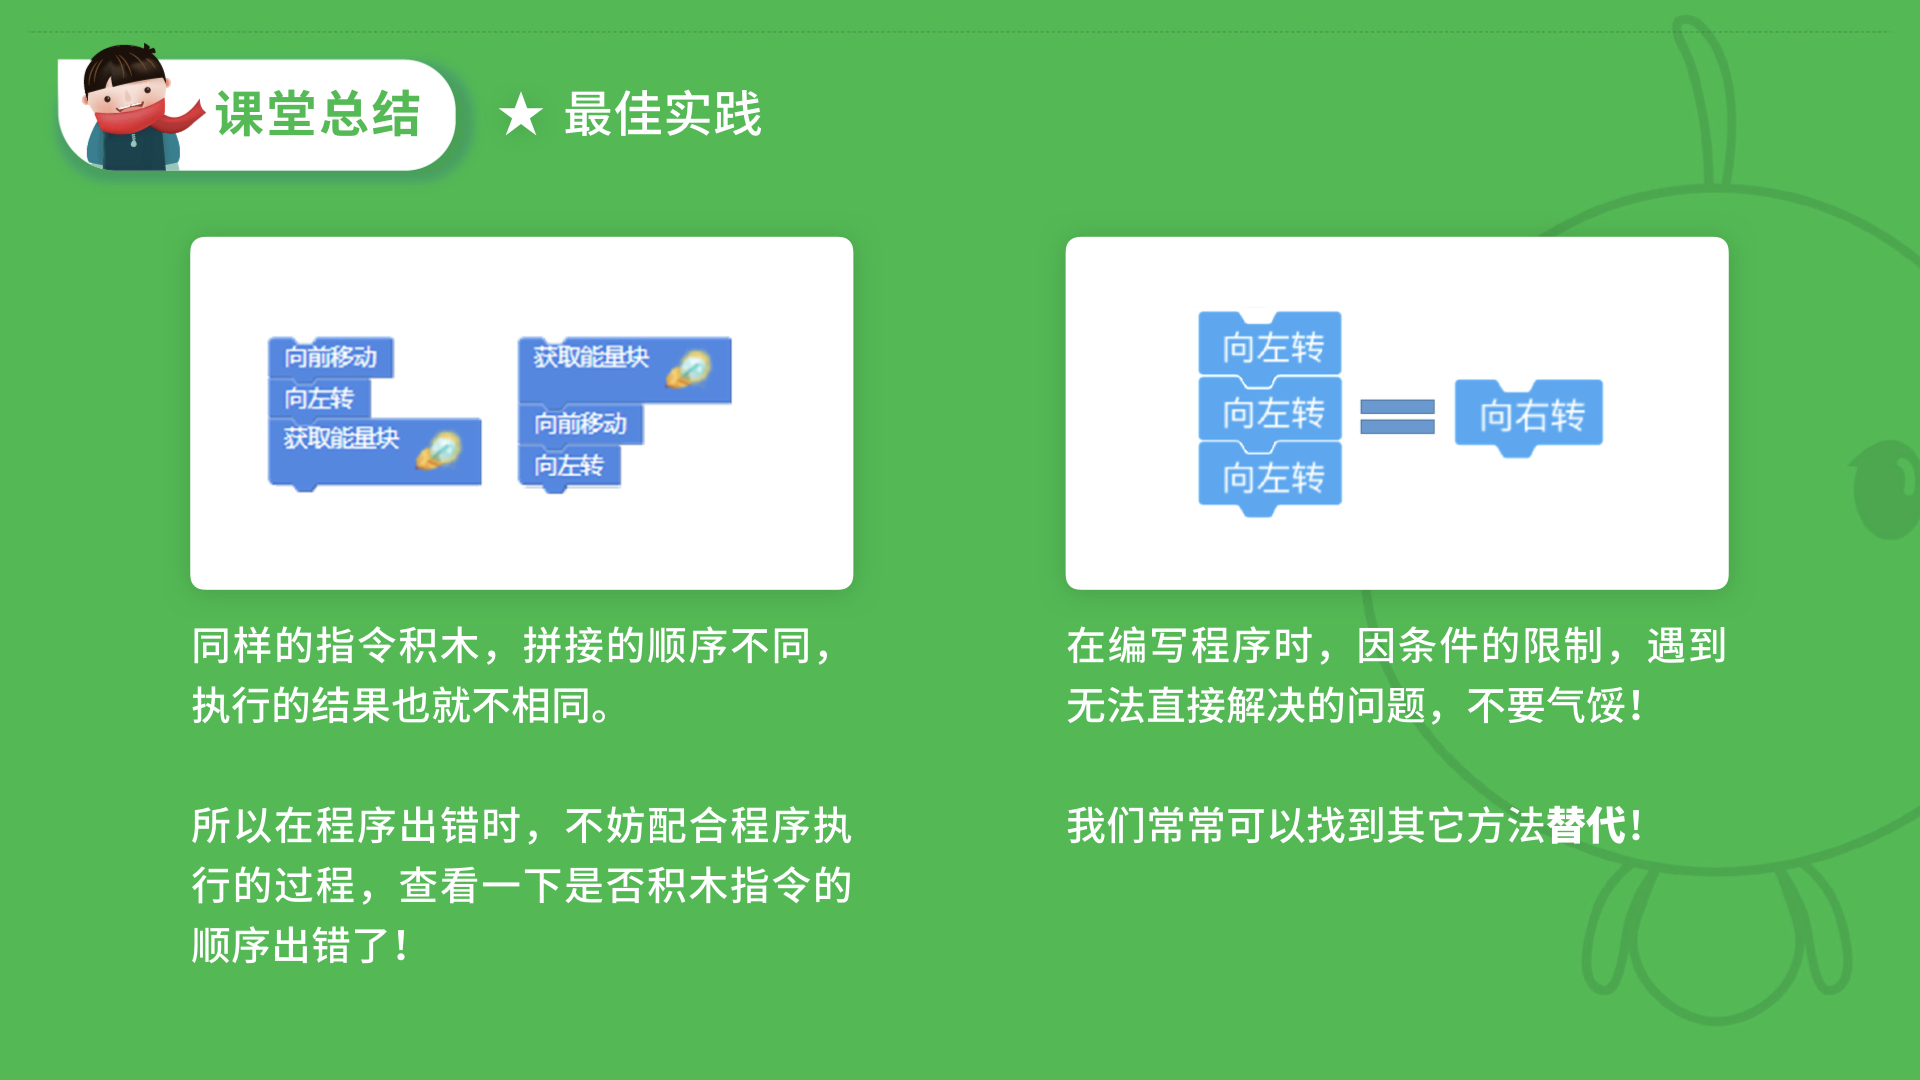 课堂总结
★ 最佳实践
向前移动
向左转
获取能量块
获取能量块
向前移动
向左转
向左转
向左转
向左转
向右转
同样的指令积木，拼接的顺序不同，
执行的结果也就不相同。
所以在程序出错时，不妨配合程序执
行的过程，查看一下是否积木指令的
顺序出错了！
在编写程序时，因条件的限制，遇到
无法直接解决的问题，不要气馁！
我们常常可以找到其它方法替代！